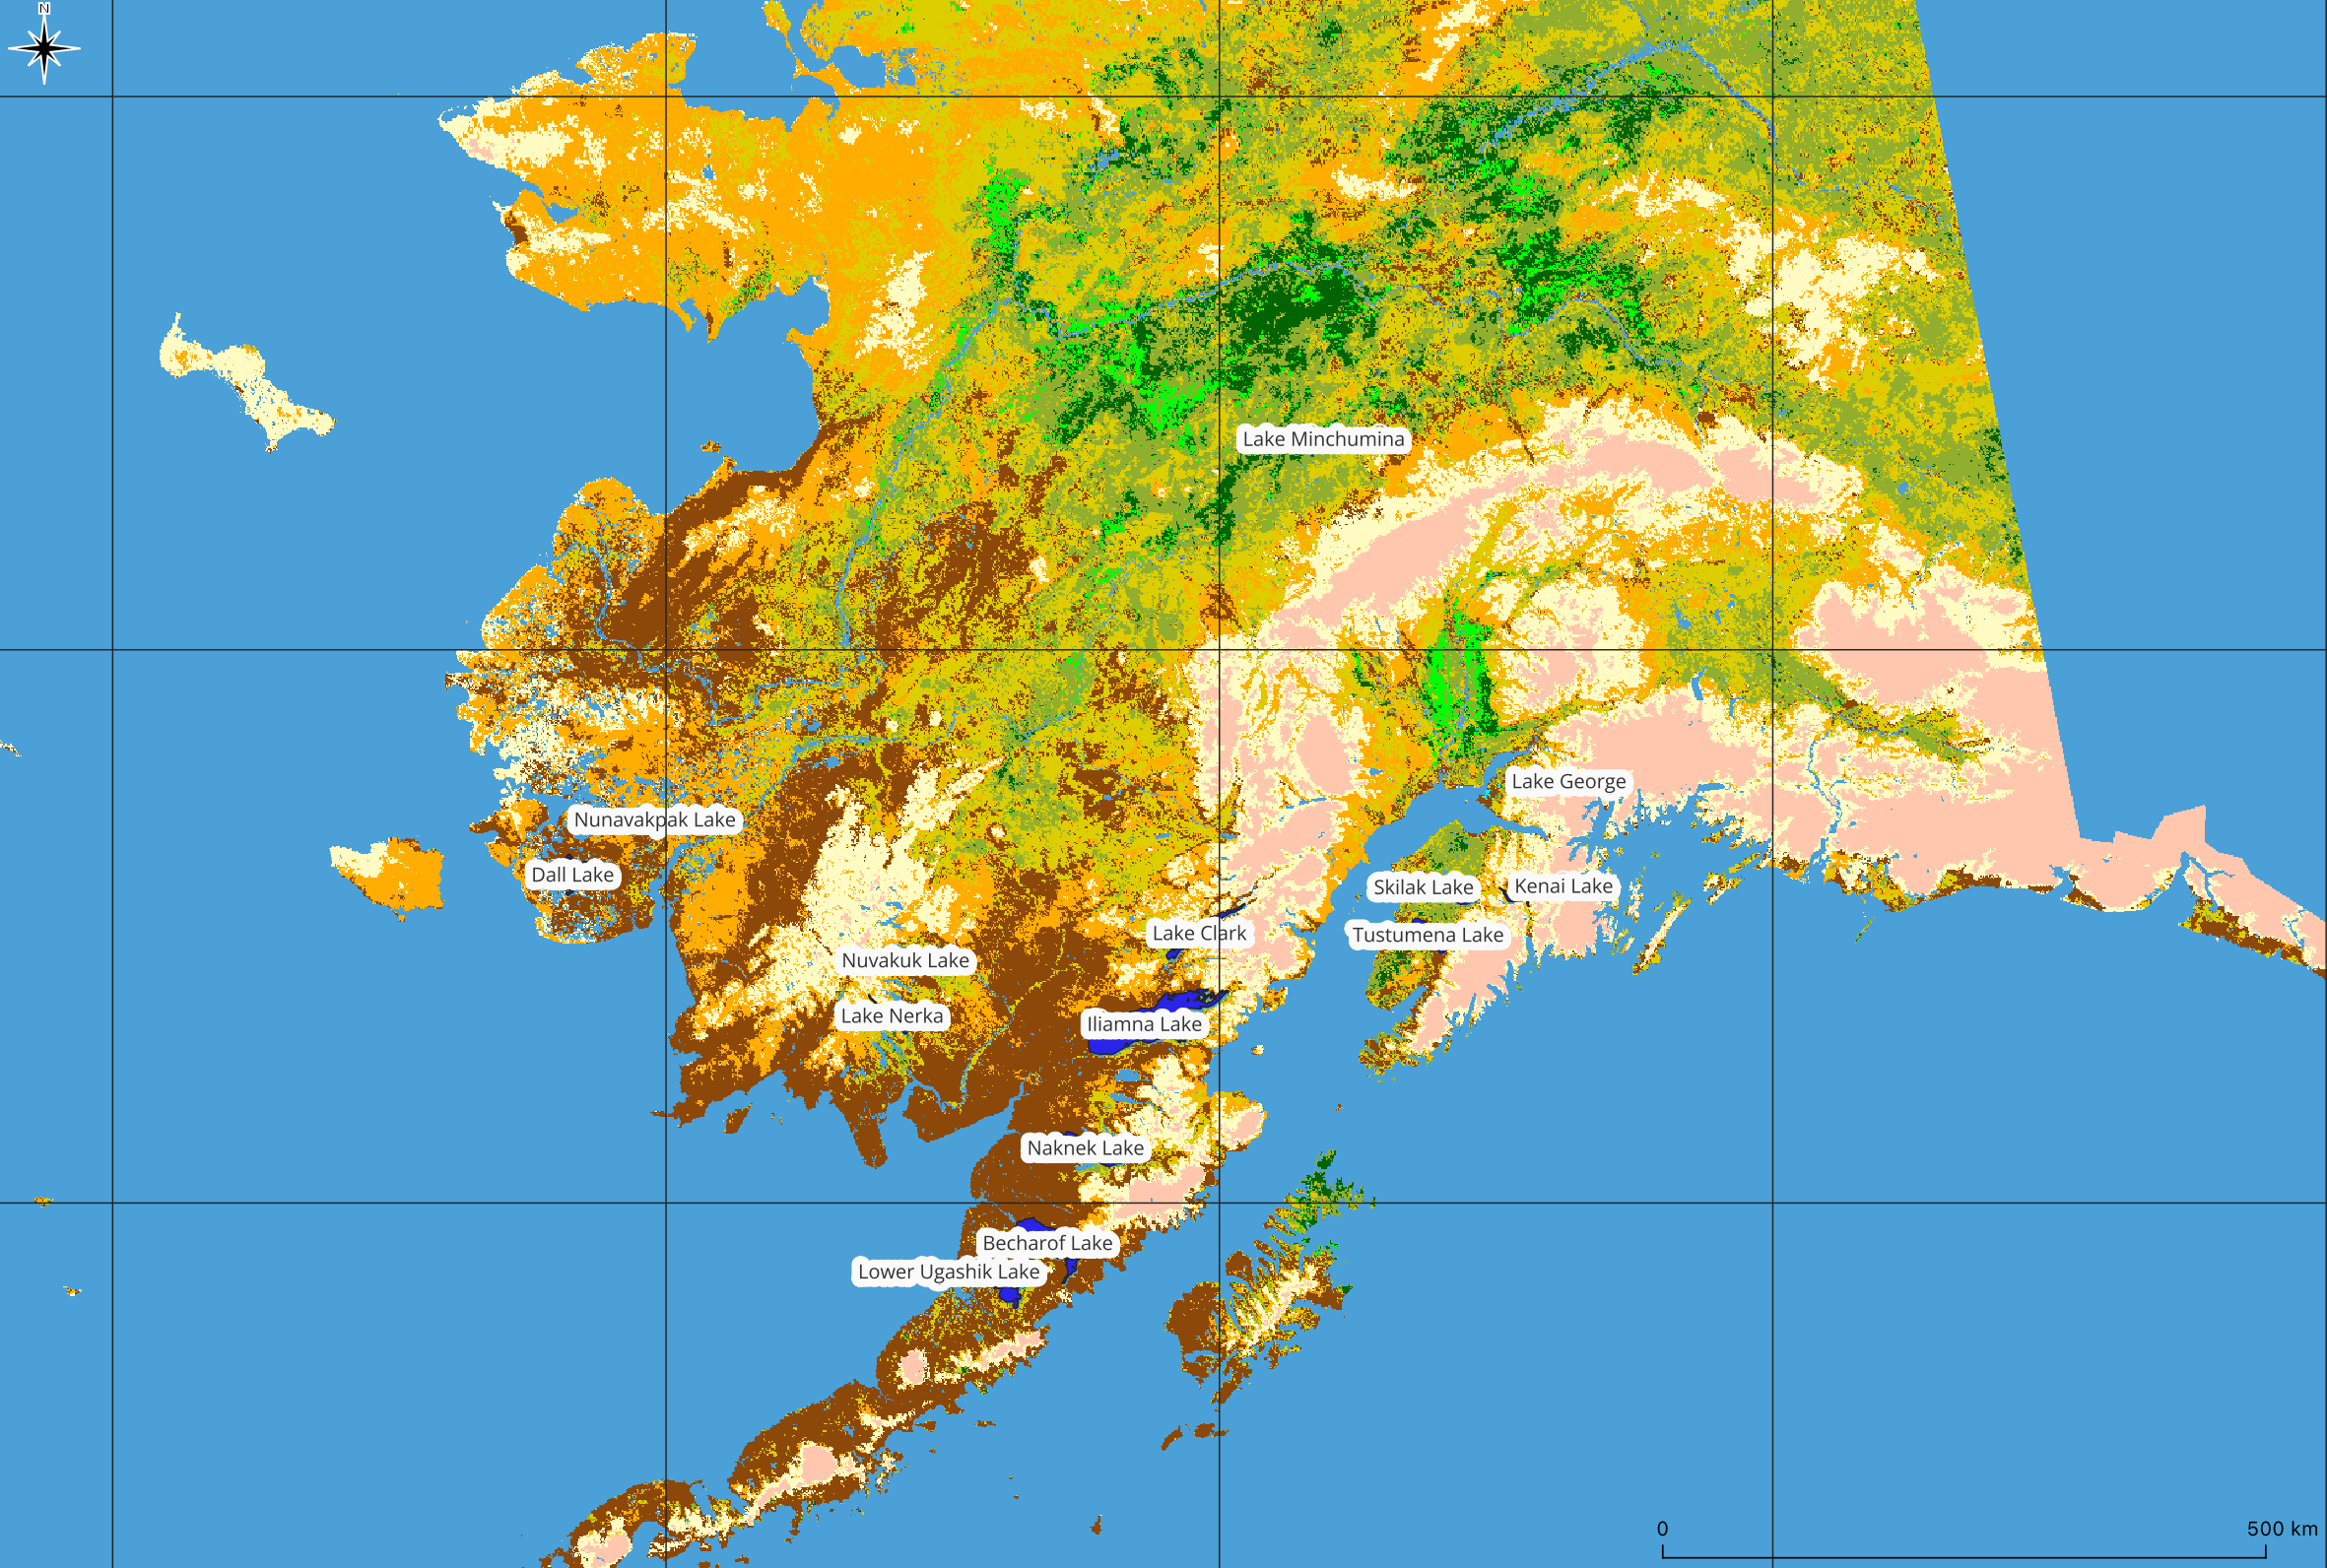 N
Lake Minchumina
Lake George
Nunavakpak Lake
Dall Lake
Skilak Lake
Kenai Lake
Lake Clark
Tustumena Lake
Nuvakuk Lake
Lake Nerka
Iliamna Lake
Naknek Lake
Becharof Lake
Lower Ugashik Lake
0
500 km